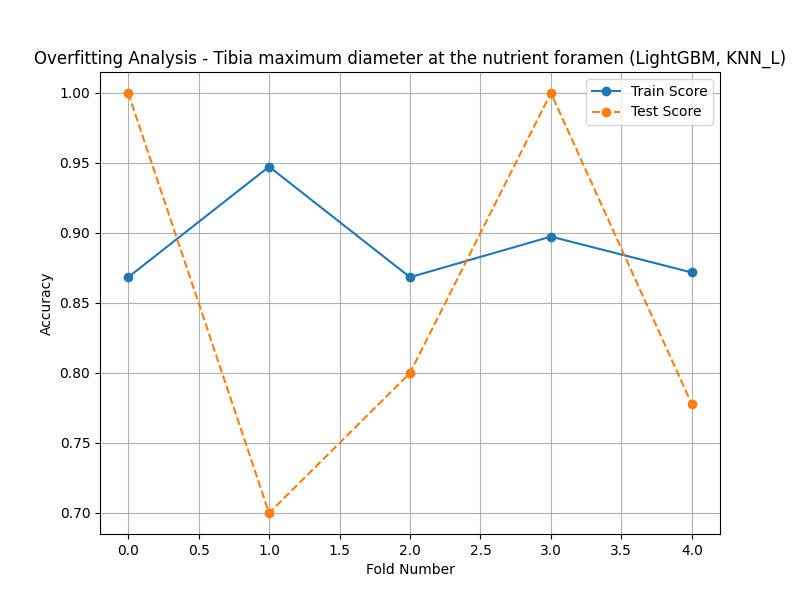 Overfitting Analysis - Tibia maximum diameter at the nutrient foramen (LightGBM, KNN_L)
Train Score
Test Score
1.00
0.95
0.90
0.85
0.80
0.75
0.70
Accuracy
0.0 0.5 1.0 1.5 2.0 2.5 3.0 3.5 4.0
Fold Number